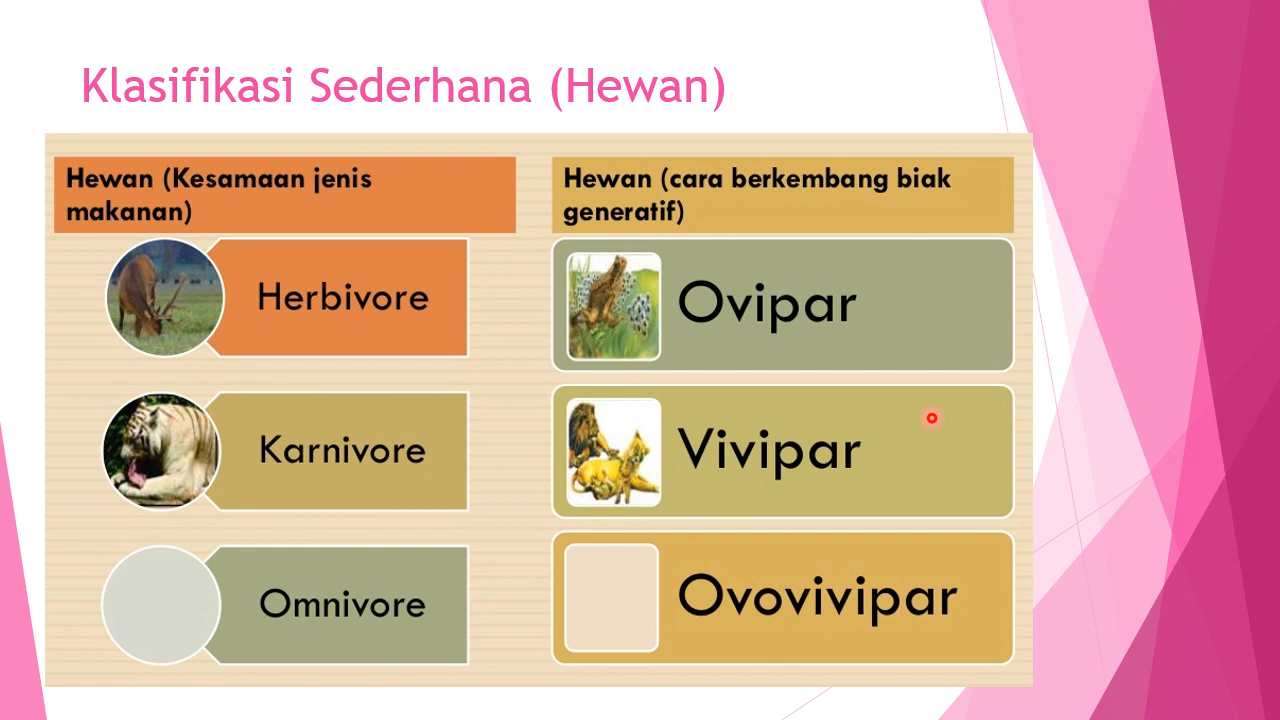 Klasifikasi Sederhana (Hewan)
Hewan (Kesamaan jenis
makanan)
Herbivore
Karnivore
Omnivore
Hewan (cara berkembang biak
generatif)
Ovipar
Vivipar
Ovovivipar